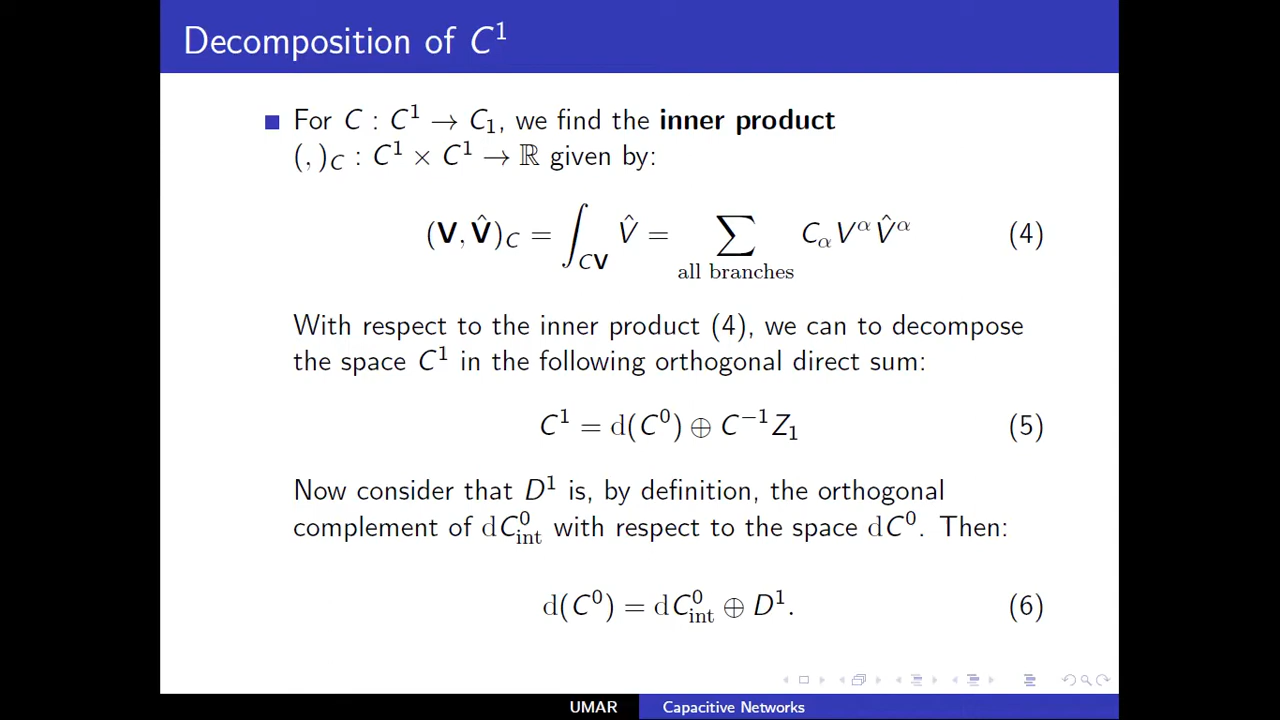 Decomposition of C¹
For C : C¹ → C₁, we find the inner product
(, )_C : C¹ × C¹ → ℝ given by:
(V, V̂)_C = ∫_{CV} V̂ = ∑_{all branches} C_α V^α V̂^α (4)
With respect to the inner product (4), we can to decompose
the space C¹ in the following orthogonal direct sum:
C¹ = d(C⁰) ⊕ C⁻¹Z₁ (5)
Now consider that D¹ is, by definition, the orthogonal
complement of dC⁰_int with respect to the space dC⁰. Then:
d(C⁰) = dC⁰_int ⊕ D¹. (6)
UMAR Capacitive Networks